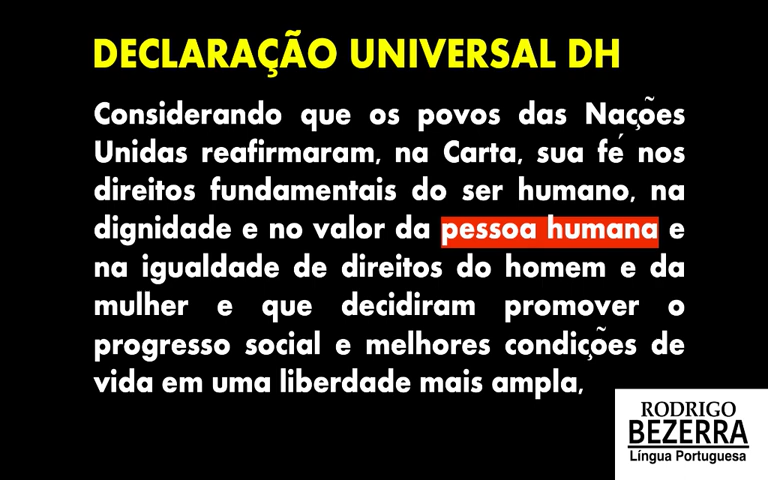 DECLARAÇÃO UNIVERSAL DH
Considerando que os povos das Nações
Unidas reafirmaram, na Carta, sua fé nos
direitos fundamentais do ser humano, na
dignidade e no valor da pessoa humana e
na igualdade de direitos do homem e da
mulher e que decidiram promover o
progresso social e melhores condições de
vida em uma liberdade mais ampla,
RODRIGO
BEZERRA
Língua Portuguesa